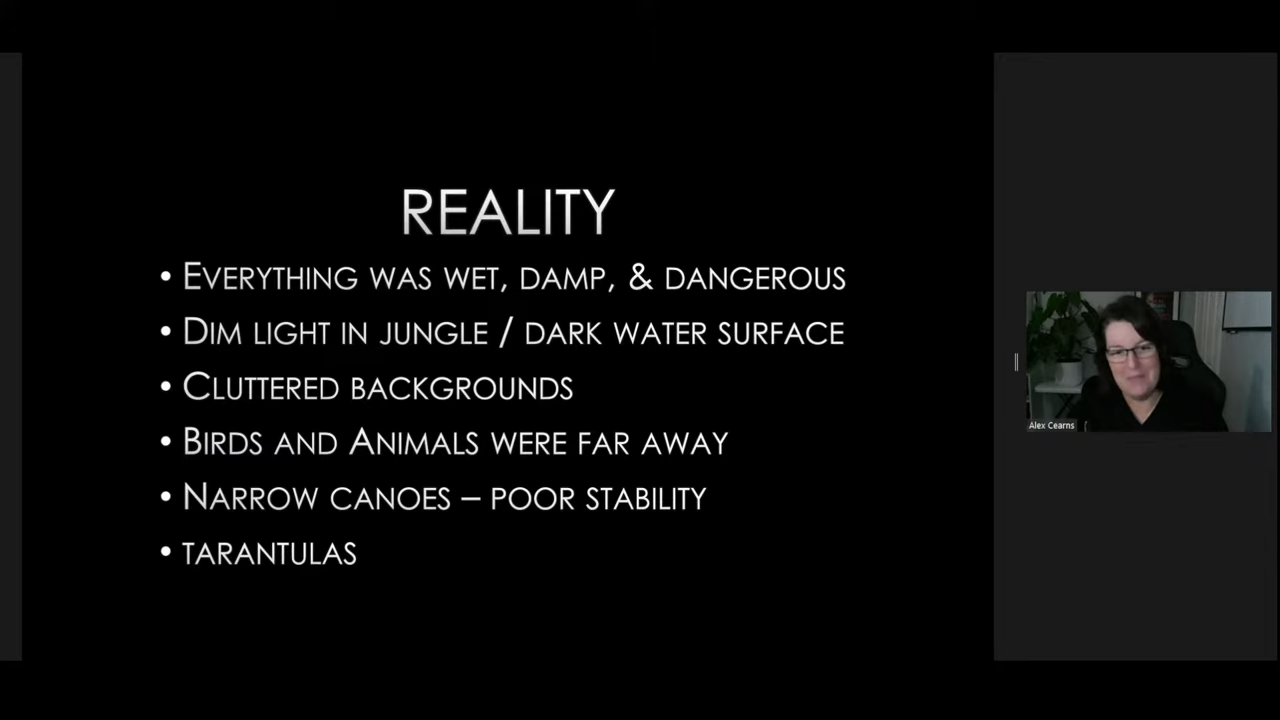 REALITY
• EVERYTHING WAS WET, DAMP, & DANGEROUS
• DIM LIGHT IN JUNGLE / DARK WATER SURFACE
• CLUTTERED BACKGROUNDS
• BIRDS AND ANIMALS WERE FAR AWAY
• NARROW CANOES – POOR STABILITY
• TARANTULAS
Alex Cearns